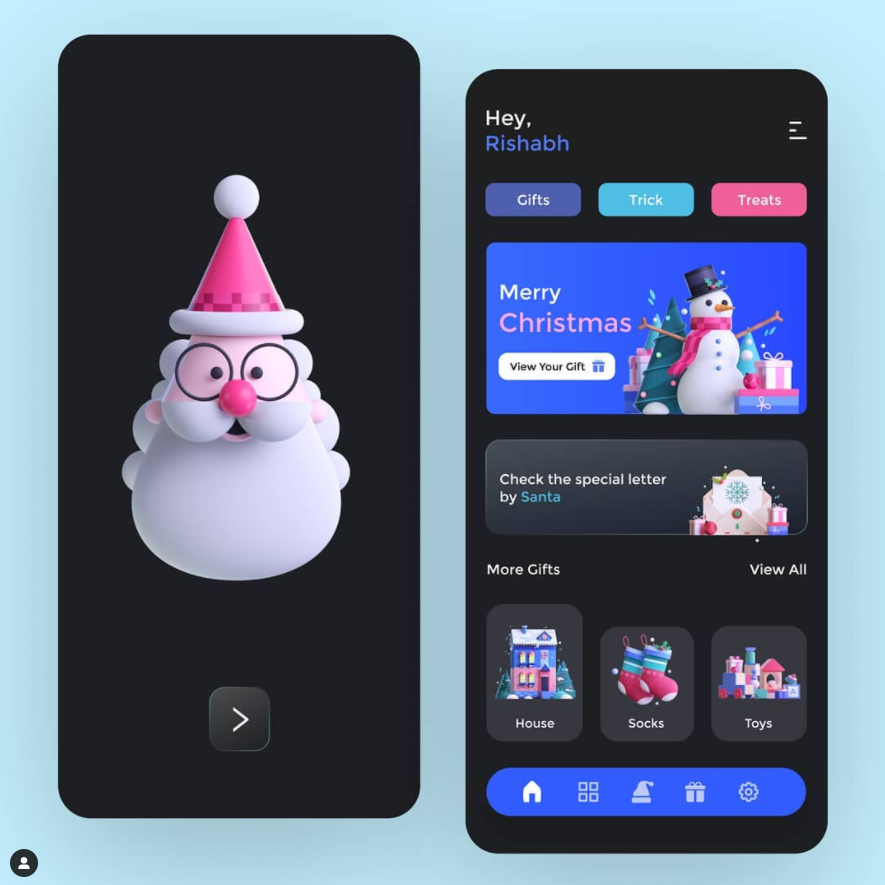 Hey,
Rishabh
Gifts
Trick
Treats
Merry
Christmas
View Your Gift
Check the special letter
by Santa
More Gifts
View All
House
Socks
Toys